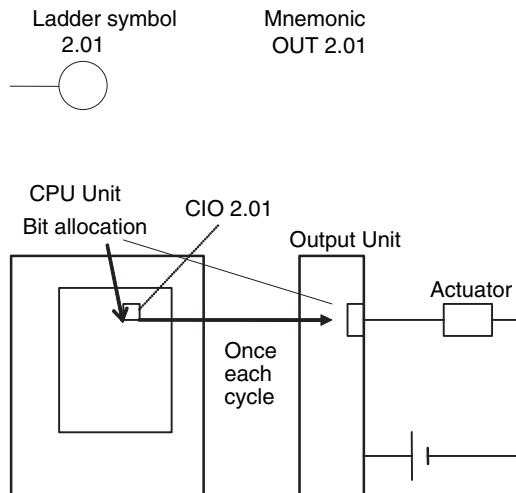 Ladder symbol
2.01
Mnemonic
OUT 2.01
CPU Unit
Bit allocation
CIO 2.01
Output Unit
Actuator
Once
each
cycle